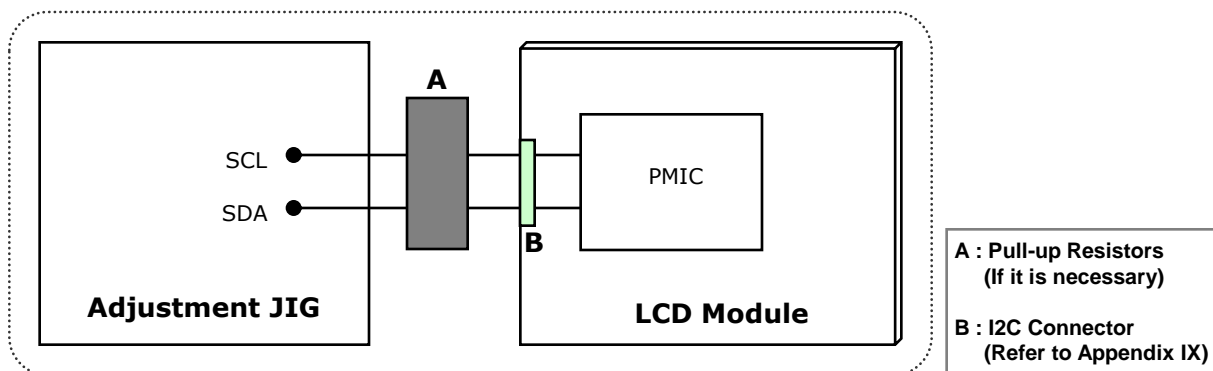 A
SCL
SDA
PMIC
B
Adjustment JIG
LCD Module
A : Pull-up Resistors
(If it is necessary)
B : I2C Connector
(Refer to Appendix IX)